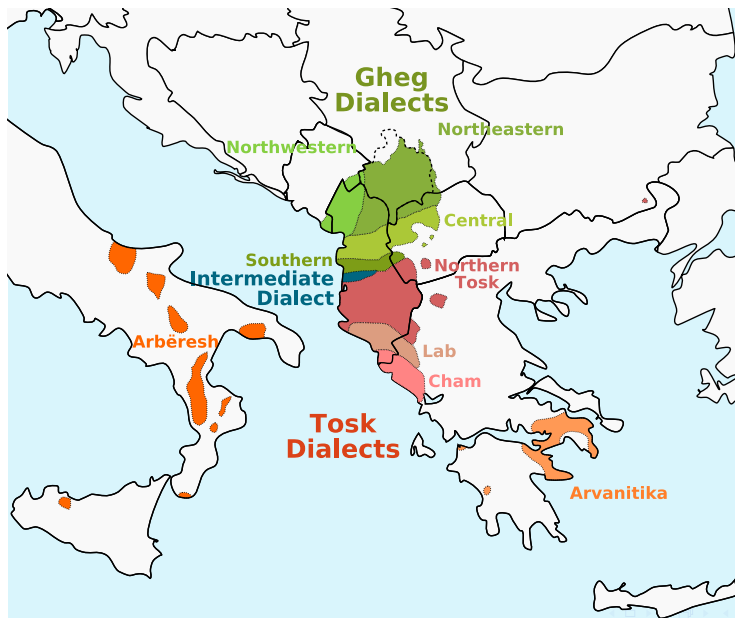 Gheg
Dialects
Northeastern
Northwestern
Central
Southern
Intermediate
Dialect
Northern
Tosk
Arbëresh
Lab
Cham
Tosk
Dialects
Arvanitika